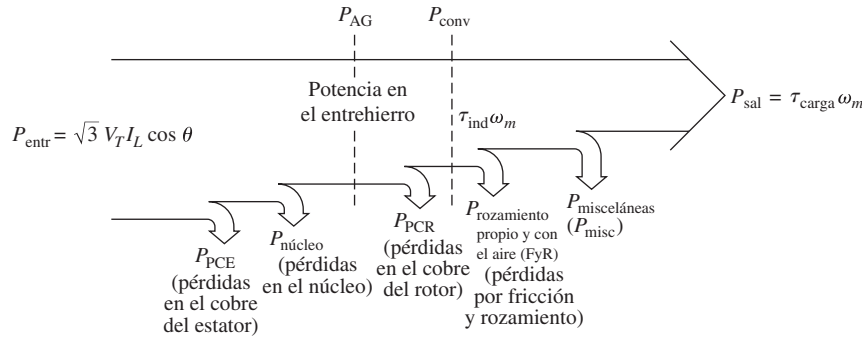 P_AG
P_conv
Potencia en
el entrehierro
P_entr = √3 V_T I_L cos θ
τ_ind ω_m
P_sal = τ_carga ω_m
P_PCE
(pérdidas
en el cobre
del estator)
P_núcleo
(pérdidas
en el núcleo)
P_PCR
(pérdidas
en el cobre
del rotor)
P_rozamiento
propio y con
el aire (FyR)
(pérdidas
por fricción
y rozamiento)
P_misceláneas
(P_misc)